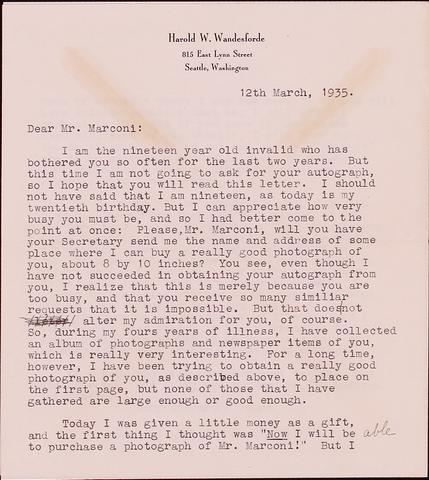 Harold W. Wandesforde
815 East Lynn Street
Seattle, Washington
12th March, 1935.
Dear Mr. Marconi:
I am the nineteen year old invalid who has
bothered you so often for the last two years. But
this time I am not going to ask for your autograph,
so I hope that you will read this letter. I should
not have said that I am nineteen, as today is my
twentieth birthday. But I can appreciate how very
busy you must be, and so I had better come to the
point at once: Please,Mr. Marconi, will you have
your Secretary send me the name and address of some
place where I can buy a really good photograph of
you, about 8 by 10 inches? You see, even though I
have not succeeded in obtaining your autograph from
you, I realize that this is merely because you are
too busy, and that you receive so many similiar
requests that it is impossible. But that does not
alter my admiration for you, of course.
So, during my fours years of illness, I have collected
an album of photographs and newspaper items of you,
which is really very interesting. For a long time,
however, I have been trying to obtain a really good
photograph of you, as described above, to place on
the first page, but none of those that I have
gathered are large enough or good enough.
Today I was given a little money as a gift,
and the first thing I thought was "Now I will be able
to purchase a photograph of Mr. Marconi!" But I